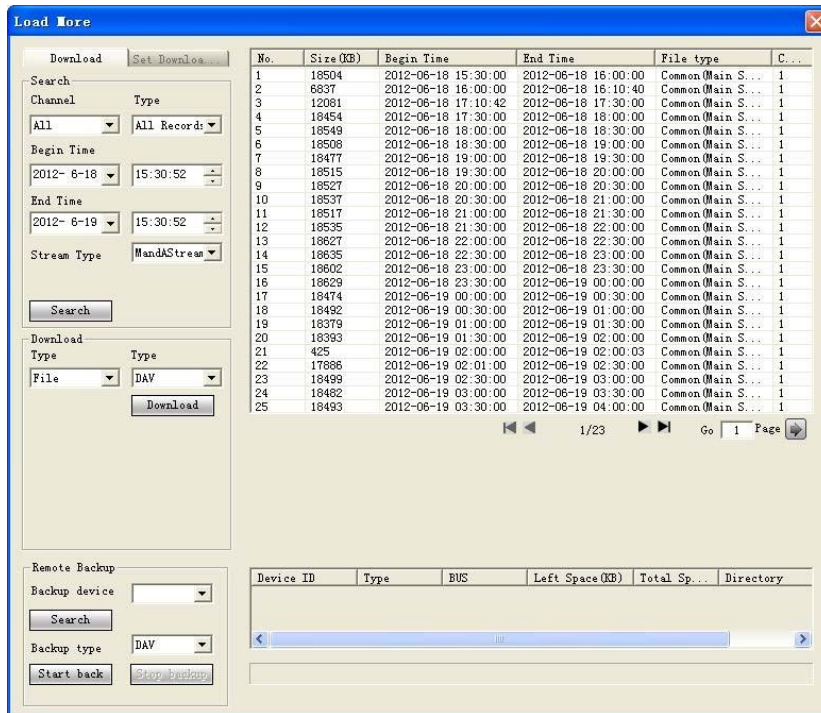 Load More
Download Set Downloa...
Search
Channel Type
All All Records
Begin Time
2012- 6-18 15:30:52
End Time
2012- 6-19 15:30:52
Stream Type MandAStream
Search
Download
Type Type
File DAV
Download
Remote Backup
Backup device
Search
Backup type DAV
Start back Stop backup
No. Size(KB) Begin Time End Time File type C...
1 18504 2012-06-18 15:30:00 2012-06-18 16:00:00 Common(Main S... 1
2 6837 2012-06-18 16:00:00 2012-06-18 16:10:40 Common(Main S... 1
3 12081 2012-06-18 17:10:42 2012-06-18 17:30:00 Common(Main S... 1
4 18454 2012-06-18 17:30:00 2012-06-18 18:00:00 Common(Main S... 1
5 18549 2012-06-18 18:00:00 2012-06-18 18:30:00 Common(Main S... 1
6 18508 2012-06-18 18:30:00 2012-06-18 19:00:00 Common(Main S... 1
7 18477 2012-06-18 19:00:00 2012-06-18 19:30:00 Common(Main S... 1
8 18515 2012-06-18 19:30:00 2012-06-18 20:00:00 Common(Main S... 1
9 18527 2012-06-18 20:00:00 2012-06-18 20:30:00 Common(Main S... 1
10 18537 2012-06-18 20:30:00 2012-06-18 21:00:00 Common(Main S... 1
11 18517 2012-06-18 21:00:00 2012-06-18 21:30:00 Common(Main S... 1
12 18535 2012-06-18 21:30:00 2012-06-18 22:00:00 Common(Main S... 1
13 18627 2012-06-18 22:00:00 2012-06-18 22:30:00 Common(Main S... 1
14 18635 2012-06-18 22:30:00 2012-06-18 23:00:00 Common(Main S... 1
15 18602 2012-06-18 23:00:00 2012-06-18 23:30:00 Common(Main S... 1
16 18629 2012-06-18 23:30:00 2012-06-19 00:00:00 Common(Main S... 1
17 18474 2012-06-19 00:00:00 2012-06-19 00:30:00 Common(Main S... 1
18 18492 2012-06-19 00:30:00 2012-06-19 01:00:00 Common(Main S... 1
19 18379 2012-06-19 01:00:00 2012-06-19 01:30:00 Common(Main S... 1
20 18393 2012-06-19 01:30:00 2012-06-19 02:00:00 Common(Main S... 1
21 425 2012-06-19 02:00:00 2012-06-19 02:00:03 Common(Main S... 1
22 17886 2012-06-19 02:01:00 2012-06-19 02:30:00 Common(Main S... 1
23 18499 2012-06-19 02:30:00 2012-06-19 03:00:00 Common(Main S... 1
24 18482 2012-06-19 03:00:00 2012-06-19 03:30:00 Common(Main S... 1
25 18493 2012-06-19 03:30:00 2012-06-19 04:00:00 Common(Main S... 1
1/23 Go 1 Page
Device ID Type BUS Left Space(KB) Total Sp... Directory